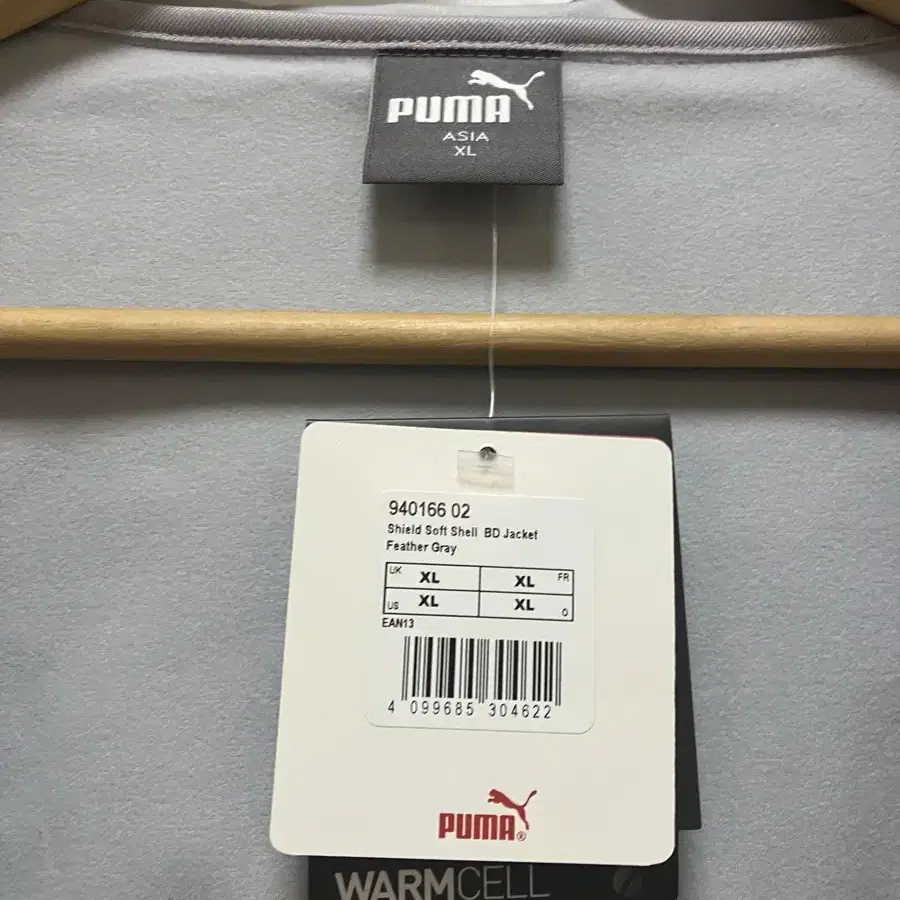 PUMA
ASIA
XL
940166 02
Shield Soft Shell BD Jacket
Feather Gray
UK XL XL FR
US XL XL O
EAN13
4 099685 304622
PUMA®
WARMCELL